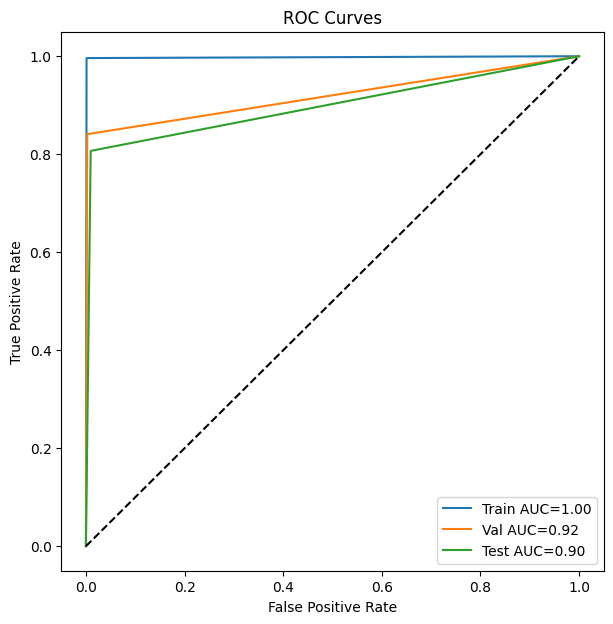 ROC Curves
True Positive Rate
1.0
0.8
0.6
0.4
0.2
0.0
0.0 0.2 0.4 0.6 0.8 1.0
False Positive Rate
Train AUC=1.00
Val AUC=0.92
Test AUC=0.90